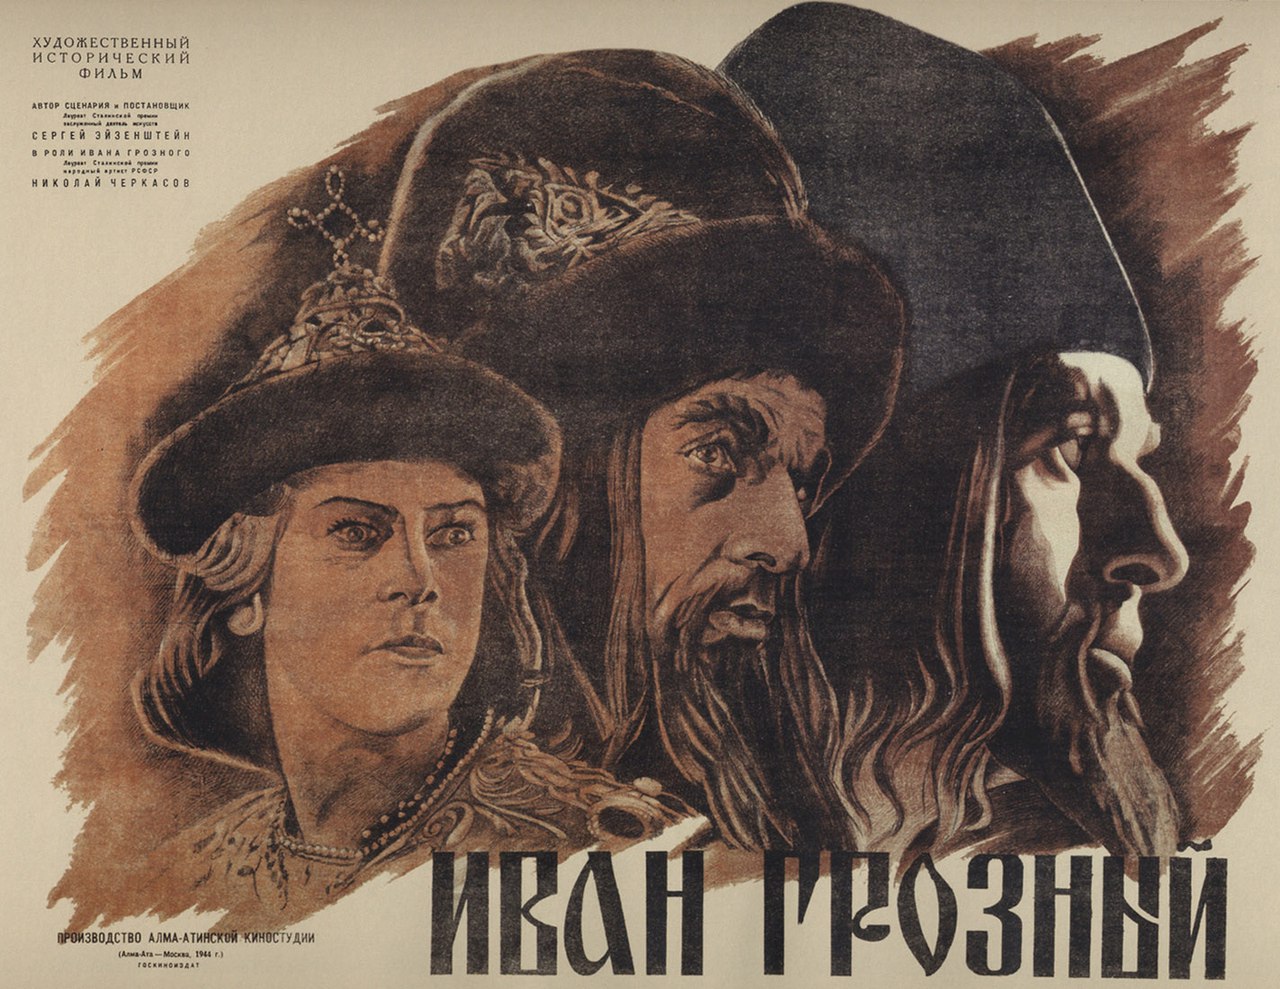 ХУДОЖЕСТВЕННЫЙ
ИСТОРИЧЕСКИЙ
ФИЛЬМ
АВТОР СЦЕНАРИЯ и ПОСТАНОВЩИК
Лауреат Сталинской премии
заслуженный деятель искусств
СЕРГЕЙ ЭЙЗЕНШТЕЙН
В РОЛИ ИВАНА ГРОЗНОГО
Лауреат Сталинской премии
народный артист РСФСР
НИКОЛАЙ ЧЕРКАСОВ
ИВАН ГРОЗНЫЙ
ПРОИЗВОДСТВО АЛМА-АТИНСКОЙ КИНОСТУДИИ
(Алма-Ата — Москва, 1944 г.)
ГОСКИНОИЗДАТ